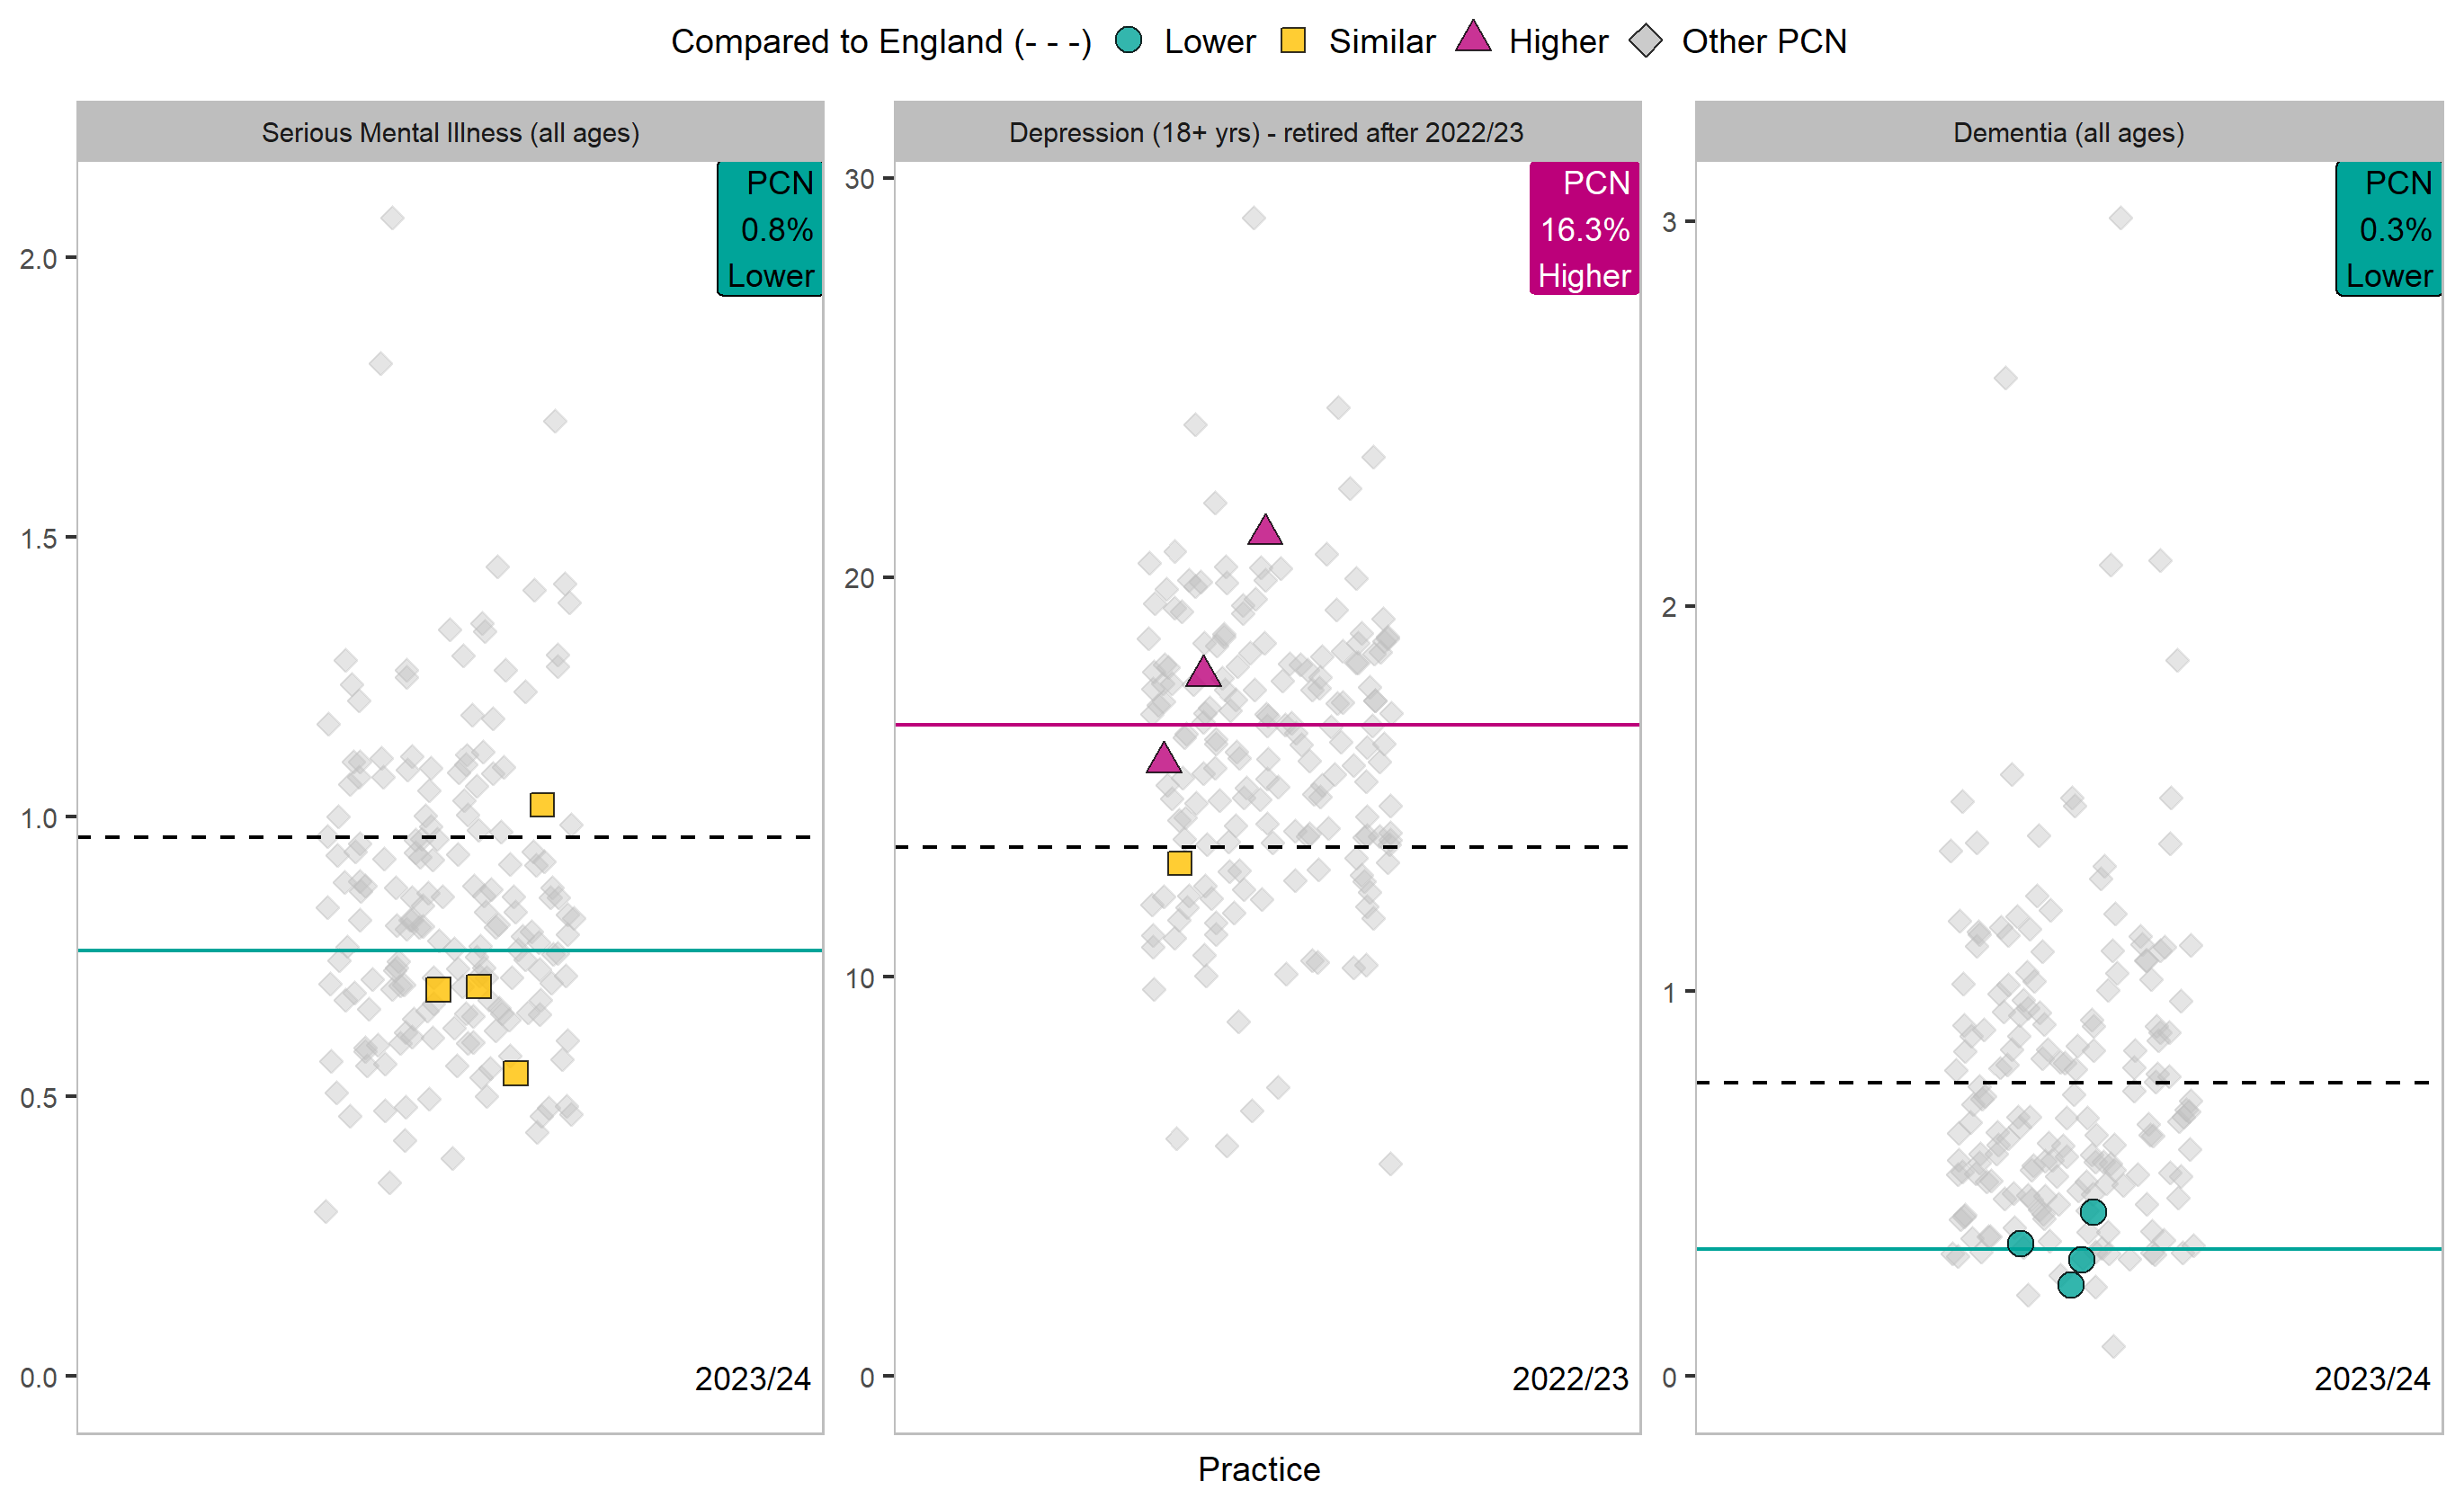 Compared to England (- - -) Lower Similar Higher Other PCN
Serious Mental Illness (all ages)
PCN
0.8%
Lower
2.0
1.5
1.0
0.5
0.0
2023/24
Depression (18+ yrs) - retired after 2022/23
PCN
16.3%
Higher
30
20
10
0
2022/23
Dementia (all ages)
PCN
0.3%
Lower
3
2
1
0
2023/24
Practice